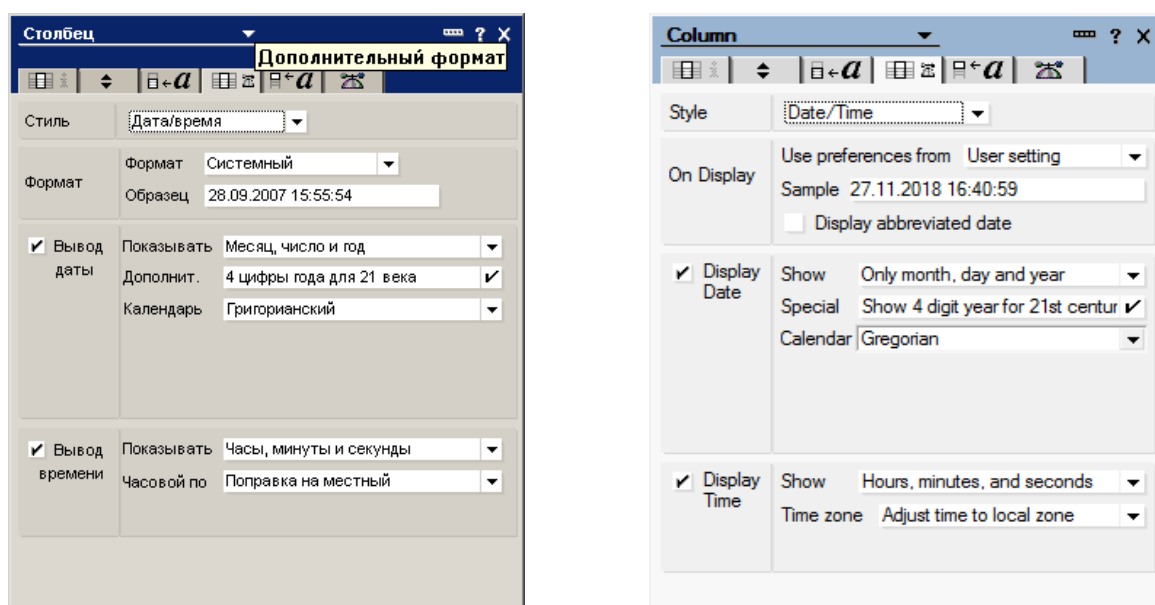 Столбец
?
X
Дополнительный формат
i
a
a
Стиль
Дата/время
Формат
Формат
Системный
Образец
28.09.2007 15:55:54
Вывод даты
Показывать
Месяц, число и год
Дополнит.
4 цифры года для 21 века
Календарь
Григорианский
Вывод времени
Показывать
Часы, минуты и секунды
Часовой по
Поправка на местный
Column
?
X
i
a
a
Style
Date/Time
On Display
Use preferences from
User setting
Sample
27.11.2018 16:40:59
Display abbreviated date
Display Date
Show
Only month, day and year
Special
Show 4 digit year for 21st centur
Calendar
Gregorian
Display Time
Show
Hours, minutes, and seconds
Time zone
Adjust time to local zone